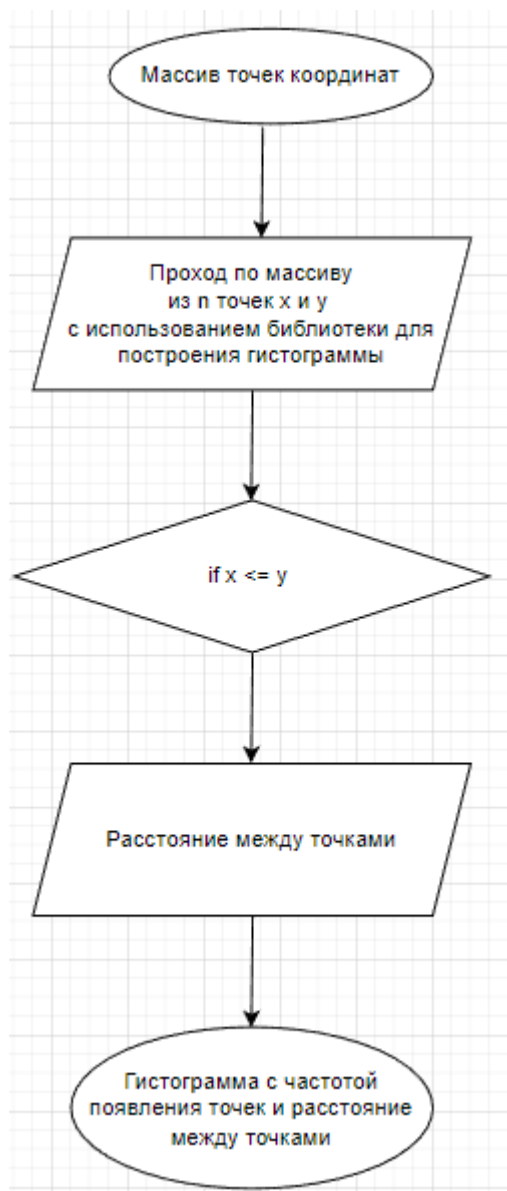 Массив точек координат
Проход по массиву
из n точек x и y
с использованием библиотеки для
построения гистограммы
if x <= y
Расстояние между точками
Гистограмма с частотой
появления точек и расстояние
между точками